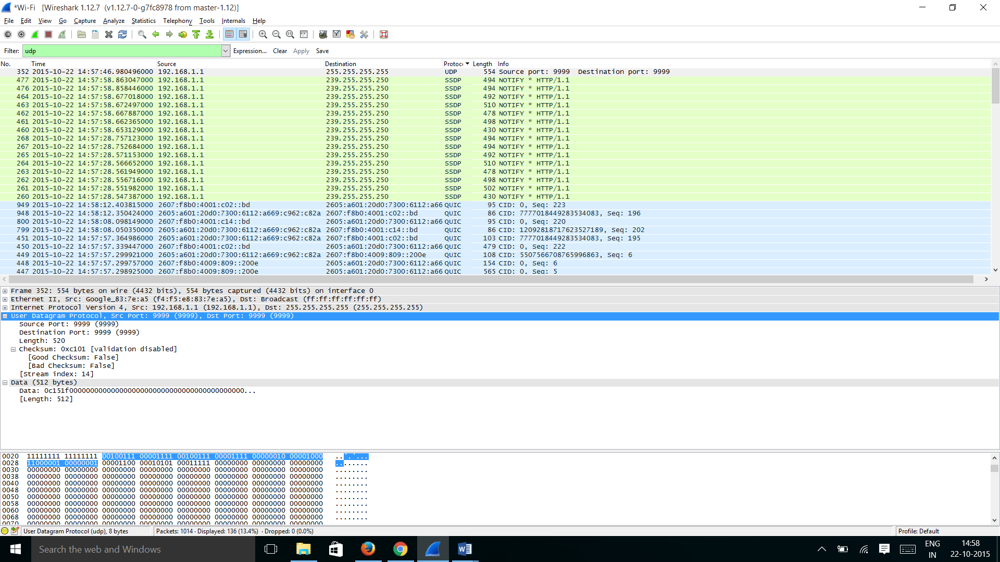 *Wi-Fi [Wireshark 1.12.7 (v1.12.7-0-g7fc8978 from master-1.12)]
File Edit View Go Capture Analyze Statistics Telephony Tools Internals Help
Filter: udp Expression... Clear Apply Save
No. Time Source Destination Protoc Length Info
352 2015-10-22 14:57:46.980496000 192.168.1.1 255.255.255.255 UDP 554 Source port: 9999 Destination port: 9999
477 2015-10-22 14:57:58.863047000 192.168.1.1 239.255.255.250 SSDP 494 NOTIFY * HTTP/1.1
476 2015-10-22 14:57:58.858446000 192.168.1.1 239.255.255.250 SSDP 494 NOTIFY * HTTP/1.1
464 2015-10-22 14:57:58.677018000 192.168.1.1 239.255.255.250 SSDP 492 NOTIFY * HTTP/1.1
463 2015-10-22 14:57:58.672497000 192.168.1.1 239.255.255.250 SSDP 510 NOTIFY * HTTP/1.1
462 2015-10-22 14:57:58.667887000 192.168.1.1 239.255.255.250 SSDP 478 NOTIFY * HTTP/1.1
461 2015-10-22 14:57:58.662365000 192.168.1.1 239.255.255.250 SSDP 498 NOTIFY * HTTP/1.1
460 2015-10-22 14:57:58.653129000 192.168.1.1 239.255.255.250 SSDP 430 NOTIFY * HTTP/1.1
268 2015-10-22 14:57:28.757123000 192.168.1.1 239.255.255.250 SSDP 494 NOTIFY * HTTP/1.1
267 2015-10-22 14:57:28.752684000 192.168.1.1 239.255.255.250 SSDP 494 NOTIFY * HTTP/1.1
265 2015-10-22 14:57:28.571153000 192.168.1.1 239.255.255.250 SSDP 492 NOTIFY * HTTP/1.1
264 2015-10-22 14:57:28.566652000 192.168.1.1 239.255.255.250 SSDP 510 NOTIFY * HTTP/1.1
263 2015-10-22 14:57:28.561949000 192.168.1.1 239.255.255.250 SSDP 478 NOTIFY * HTTP/1.1
262 2015-10-22 14:57:28.556716000 192.168.1.1 239.255.255.250 SSDP 498 NOTIFY * HTTP/1.1
261 2015-10-22 14:57:28.551982000 192.168.1.1 239.255.255.250 SSDP 502 NOTIFY * HTTP/1.1
260 2015-10-22 14:57:28.547387000 192.168.1.1 239.255.255.250 SSDP 430 NOTIFY * HTTP/1.1
949 2015-10-22 14:58:12.403815000 2607:f8b0:4001:c02::bd 2605:a601:20d0:7300:6112:a66 QUIC 95 CID: 0, Seq: 223
948 2015-10-22 14:58:12.350424000 2605:a601:20d0:7300:6112:a669:c962:c82a 2607:f8b0:4001:c02::bd QUIC 86 CID: 7777018449283534083, Seq: 196
800 2015-10-22 14:58:08.098149000 2607:f8b0:4001:c14::bd 2605:a601:20d0:7300:6112:a66 QUIC 95 CID: 0, Seq: 220
799 2015-10-22 14:58:08.050350000 2605:a601:20d0:7300:6112:a669:c962:c82a 2607:f8b0:4001:c14::bd QUIC 86 CID: 12092818717623527189, Seq: 202
451 2015-10-22 14:57:57.364986000 2605:a601:20d0:7300:6112:a669:c962:c82a 2607:f8b0:4001:c02::bd QUIC 103 CID: 7777018449283534083, Seq: 195
450 2015-10-22 14:57:57.339447000 2607:f8b0:4001:c02::bd 2605:a601:20d0:7300:6112:a66 QUIC 479 CID: 0, Seq: 222
449 2015-10-22 14:57:57.299921000 2605:a601:20d0:7300:6112:a669:c962:c82a 2607:f8b0:4009:809::200e QUIC 108 CID: 5507566708765996863, Seq: 6
448 2015-10-22 14:57:57.299757000 2607:f8b0:4009:809::200e 2605:a601:20d0:7300:6112:a66 QUIC 154 CID: 0, Seq: 6
447 2015-10-22 14:57:57.298925000 2607:f8b0:4009:809::200e 2605:a601:20d0:7300:6112:a66 QUIC 565 CID: 0, Seq: 5
Frame 352: 554 bytes on wire (4432 bits), 554 bytes captured (4432 bits) on interface 0
Ethernet II, Src: Google_83:7e:a5 (f4:f5:e8:83:7e:a5), Dst: Broadcast (ff:ff:ff:ff:ff:ff)
Internet Protocol Version 4, Src: 192.168.1.1 (192.168.1.1), Dst: 255.255.255.255 (255.255.255.255)
User Datagram Protocol, Src Port: 9999 (9999), Dst Port: 9999 (9999)
Source Port: 9999 (9999)
Destination Port: 9999 (9999)
Length: 520
Checksum: 0xc101 [validation disabled]
[Good Checksum: False]
[Bad Checksum: False]
[Stream index: 14]
Data (512 bytes)
Data: 0c151f000000000000000000000000000000000000000000...
[Length: 512]
0020 11111111 11111111 00100111 00001111 00100111 00001111 00000010 00001000 ..'.'...
0028 11000001 00000001 00001100 00010101 00011111 00000000 00000000 00000000 ........
0030 00000000 00000000 00000000 00000000 00000000 00000000 00000000 00000000 ........
0038 00000000 00000000 00000000 00000000 00000000 00000000 00000000 00000000 ........
0040 00000000 00000000 00000000 00000000 00000000 00000000 00000000 00000000 ........
0048 00000000 00000000 00000000 00000000 00000000 00000000 00000000 00000000 ........
0050 00000000 00000000 00000000 00000000 00000000 00000000 00000000 00000000 ........
0058 00000000 00000000 00000000 00000000 00000000 00000000 00000000 00000000 ........
0060 00000000 00000000 00000000 00000000 00000000 00000000 00000000 00000000 ........
0068 00000000 00000000 00000000 00000000 00000000 00000000 00000000 00000000 ........
0070 00000000 00000000 00000000 00000000 00000000 00000000 00000000 00000000
User Datagram Protocol (udp), 8 bytes Packets: 1014 · Displayed: 136 (13.4%) · Dropped: 0 (0.0%) Profile: Default
Search the web and Windows
ENG
IN
14:58
22-10-2015